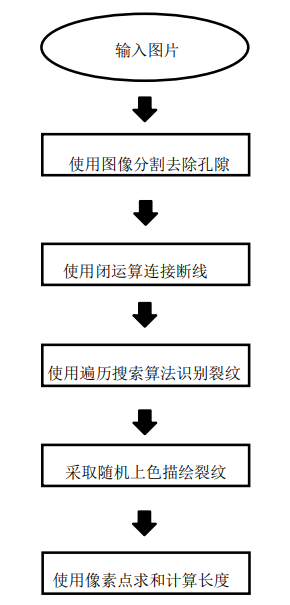 输入图片
使用图像分割去除孔隙
使用闭运算连接断线
使用遍历搜索算法识别裂纹
采取随机上色描绘裂纹
使用像素点求和计算长度